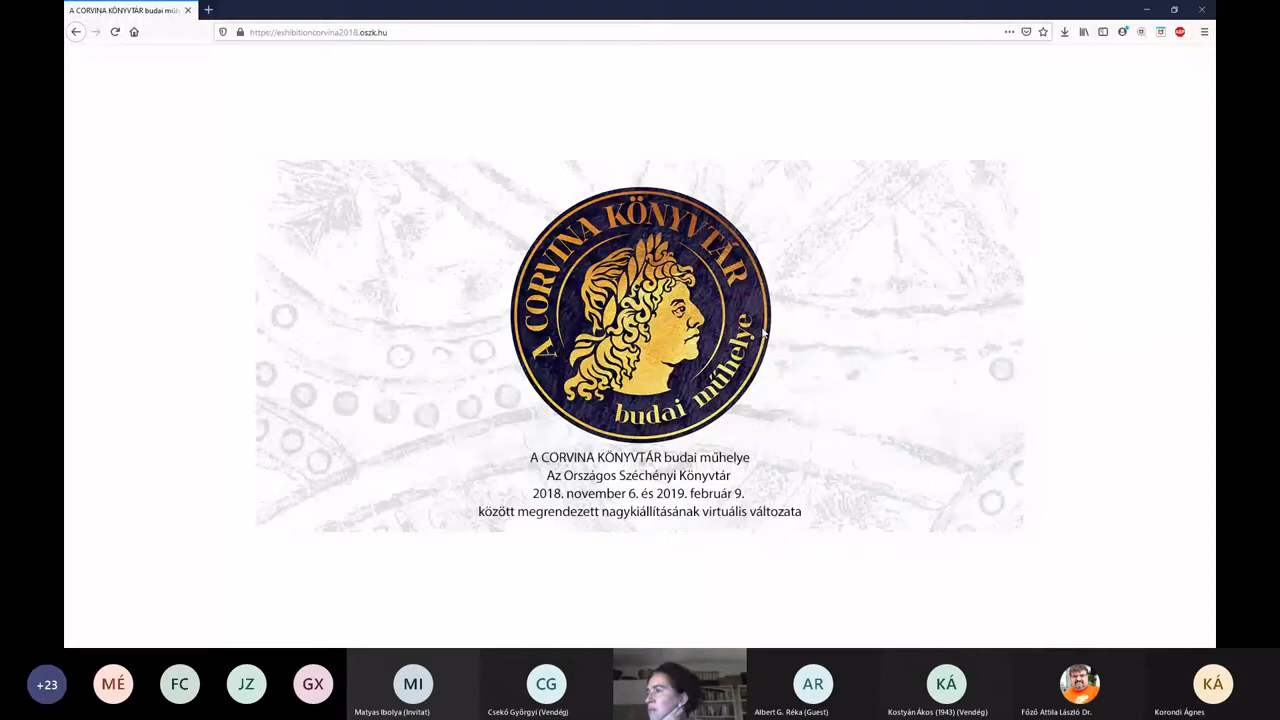 A CORVINA KÖNYVTÁR budai műh
https://exhibitioncorvina2018.oszk.hu
A CORVINA KÖNYVTÁR
budai műhelye
A CORVINA KÖNYVTÁR budai műhelye
Az Országos Széchényi Könyvtár
2018. november 6. és 2019. február 9.
között megrendezett nagykiállításának virtuális változata
+23
MÉ
FC
JZ
GX
MI
CG
AR
KÁ
KÁ
Matyas Ibolya (Invitat)
Csekő Györgyi (Vendég)
Albert G. Réka (Guest)
Kostyán Ákos (1943) (Vendég)
Főző Attila László Dr.
Korondi Ágnes